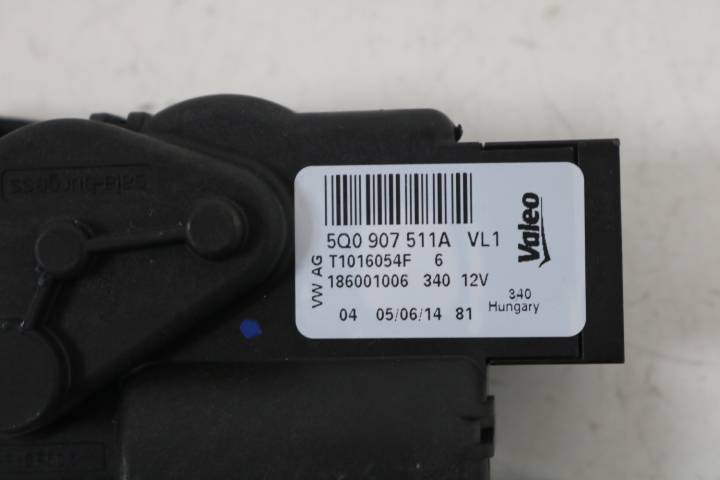 5Q0 907 511A VL1
T1016054F 6
186001006 340 12V
04 05/06/14 81
VW AG
Valeo
340
Hungary